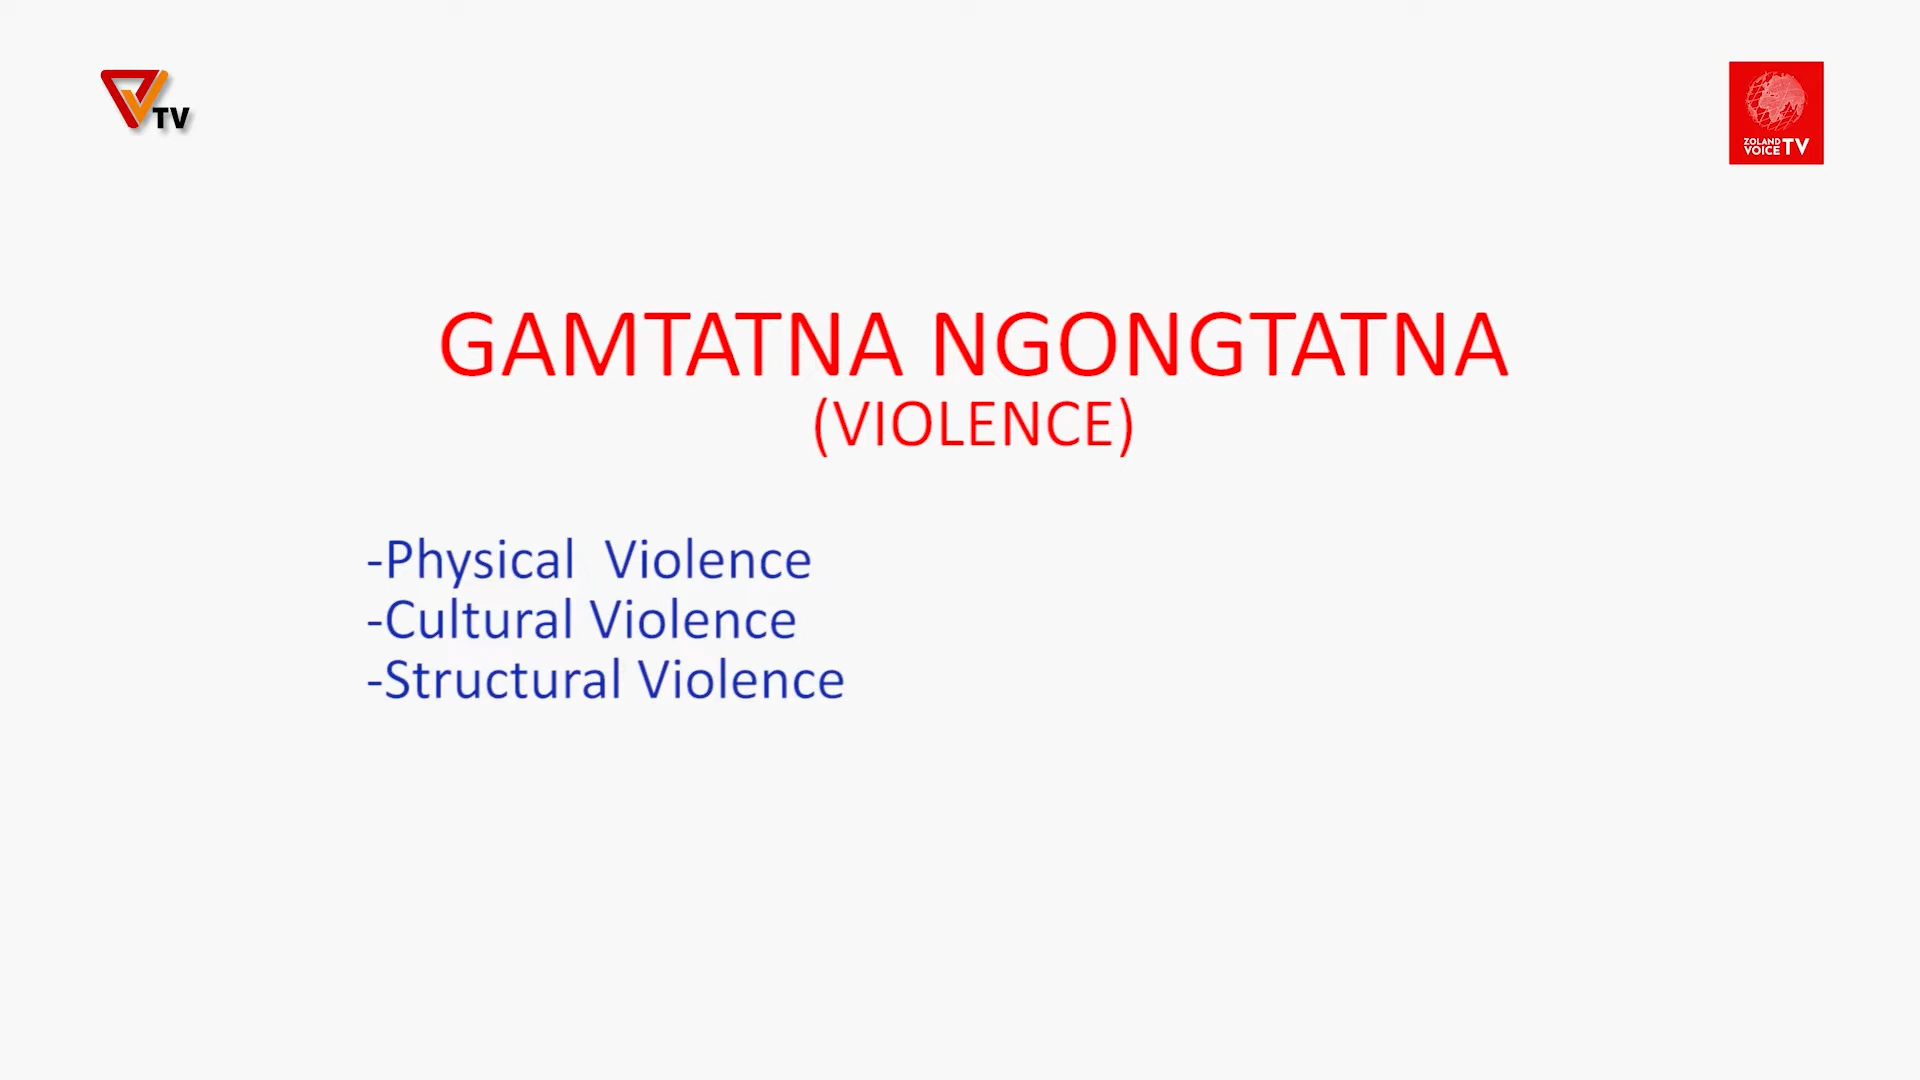 TV
ZOLAND
VOICE TV
GAMTATNA NGONGTATNA
(VIOLENCE)
-Physical  Violence
-Cultural Violence
-Structural Violence